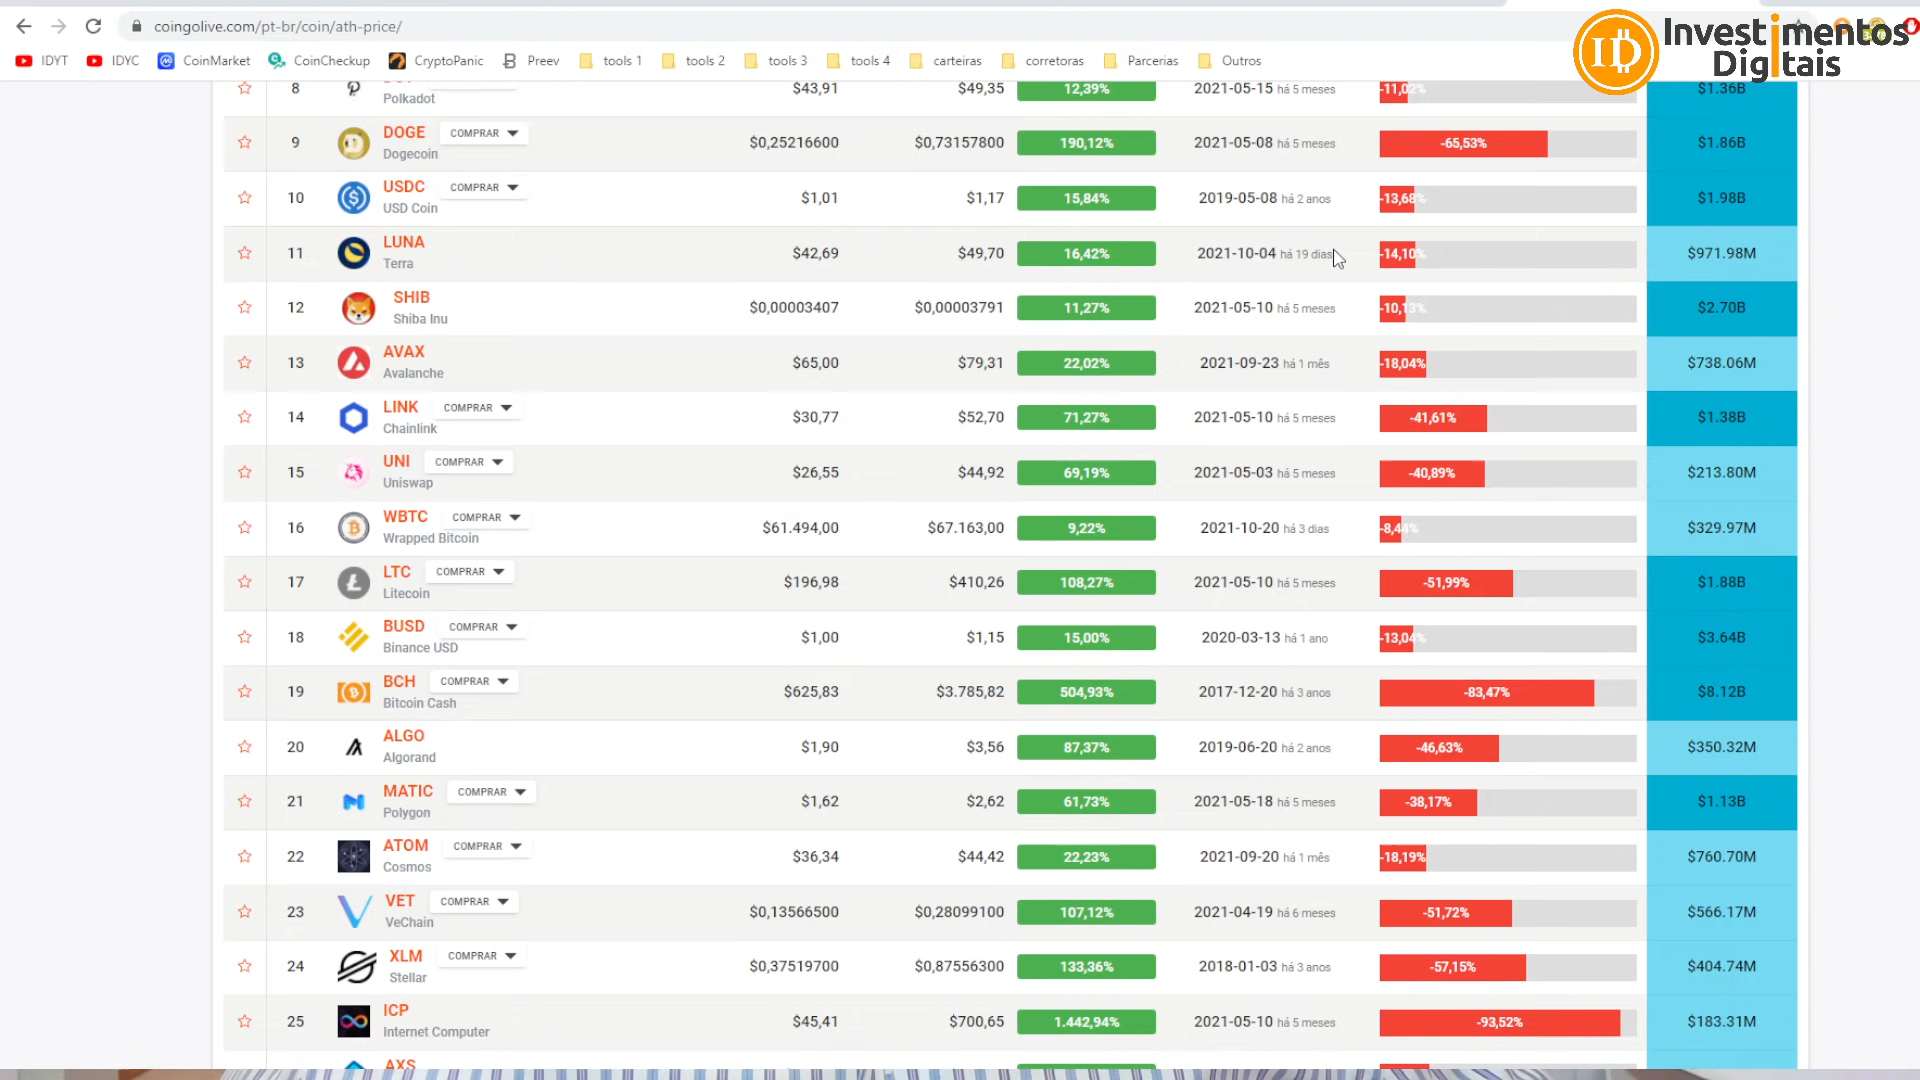 coingolive.com/pt-br/coin/ath-price/
Investimentos
Digitais
ID
IDYT IDYC CoinMarket CoinCheckup CryptoPanic Preev tools 1 tools 2 tools 3 tools 4 carteiras corretoras Parcerias Outros
8 Polkadot $43,91 $49,35 12,39% 2021-05-15 há 5 meses -11,02% $1.36B
9 DOGE COMPRAR $0,25216600 $0,73157800 190,12% 2021-05-08 há 5 meses -65,53% $1.86B
Dogecoin
10 USDC COMPRAR $1,01 $1,17 15,84% 2019-05-08 há 2 anos -13,68% $1.98B
USD Coin
11 LUNA $42,69 $49,70 16,42% 2021-10-04 há 19 dias -14,10% $971.98M
Terra
12 SHIB $0,00003407 $0,00003791 11,27% 2021-05-10 há 5 meses -10,13% $2.70B
Shiba Inu
13 AVAX $65,00 $79,31 22,02% 2021-09-23 há 1 mês -18,04% $738.06M
Avalanche
14 LINK COMPRAR $30,77 $52,70 71,27% 2021-05-10 há 5 meses -41,61% $1.38B
Chainlink
15 UNI COMPRAR $26,55 $44,92 69,19% 2021-05-03 há 5 meses -40,89% $213.80M
Uniswap
16 WBTC COMPRAR $61.494,00 $67.163,00 9,22% 2021-10-20 há 3 dias -8,44% $329.97M
Wrapped Bitcoin
17 LTC COMPRAR $196,98 $410,26 108,27% 2021-05-10 há 5 meses -51,99% $1.88B
Litecoin
18 BUSD COMPRAR $1,00 $1,15 15,00% 2020-03-13 há 1 ano -13,04% $3.64B
Binance USD
19 BCH COMPRAR $625,83 $3.785,82 504,93% 2017-12-20 há 3 anos -83,47% $8.12B
Bitcoin Cash
20 ALGO $1,90 $3,56 87,37% 2019-06-20 há 2 anos -46,63% $350.32M
Algorand
21 MATIC COMPRAR $1,62 $2,62 61,73% 2021-05-18 há 5 meses -38,17% $1.13B
Polygon
22 ATOM COMPRAR $36,34 $44,42 22,23% 2021-09-20 há 1 mês -18,19% $760.70M
Cosmos
23 VET COMPRAR $0,13566500 $0,28099100 107,12% 2021-04-19 há 6 meses -51,72% $566.17M
VeChain
24 XLM COMPRAR $0,37519700 $0,87556300 133,36% 2018-01-03 há 3 anos -57,15% $404.74M
Stellar
25 ICP $45,41 $700,65 1.442,94% 2021-05-10 há 5 meses -93,52% $183.31M
Internet Computer
AXS